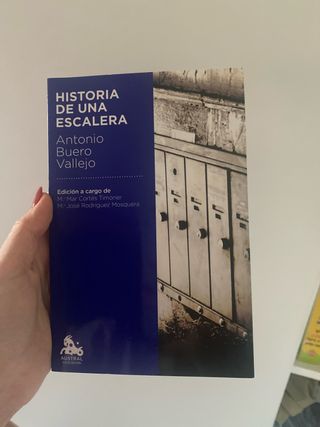 HISTORIA
DE UNA
ESCALERA
Antonio
Buero
Vallejo
Edición a cargo de
M.ª Mar Cortés Timoner
M.ª José Rodríguez Mosquera
AUSTRAL